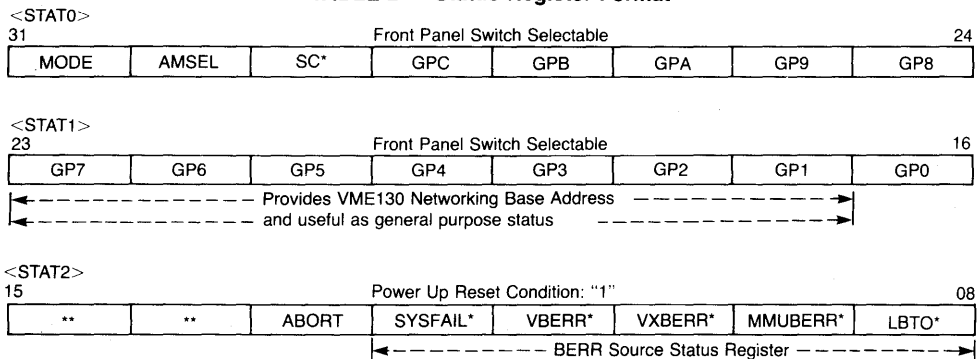 <STAT0>
31 Front Panel Switch Selectable 24
MODE AMSEL SC* GPC GPB GPA GP9 GP8
<STAT1>
23 Front Panel Switch Selectable 16
GP7 GP6 GP5 GP4 GP3 GP2 GP1 GP0
Provides VME130 Networking Base Address
and useful as general purpose status
<STAT2>
15 Power Up Reset Condition: "1" 08
** ** ABORT SYSFAIL* VBERR* VXBERR* MMUBERR* LBTO*
BERR Source Status Register